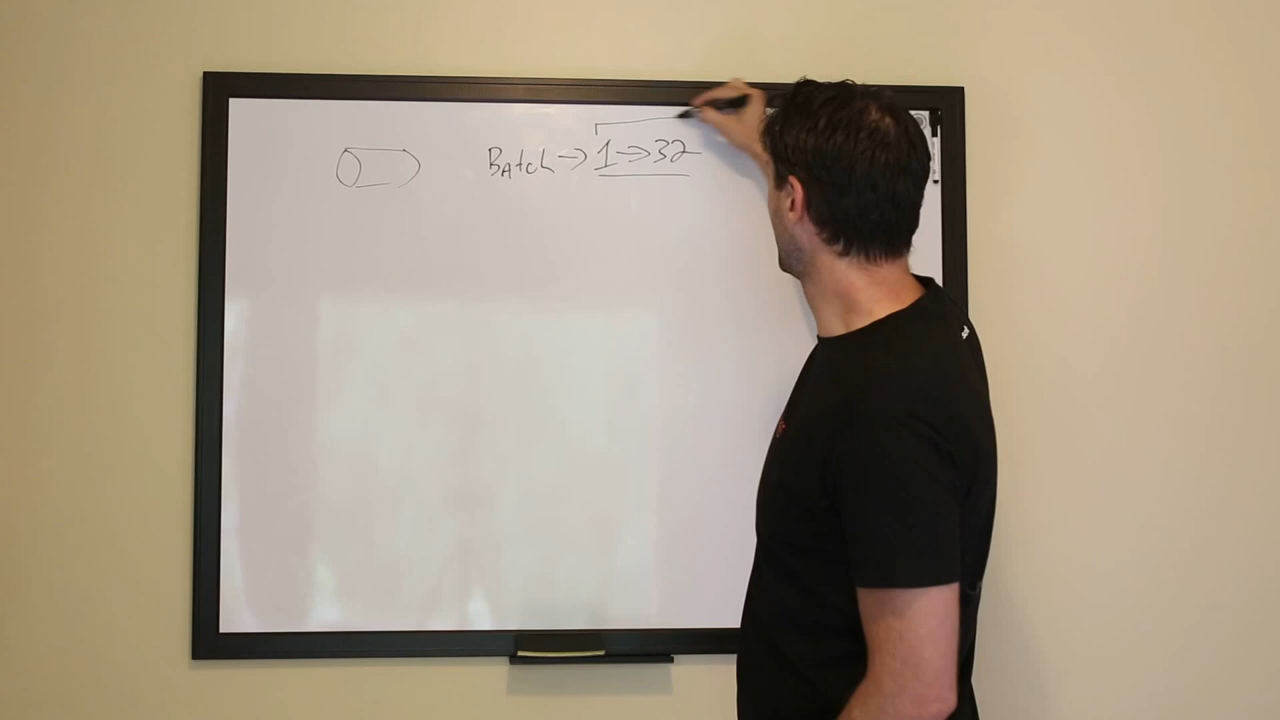 BAtch → 1 → 32